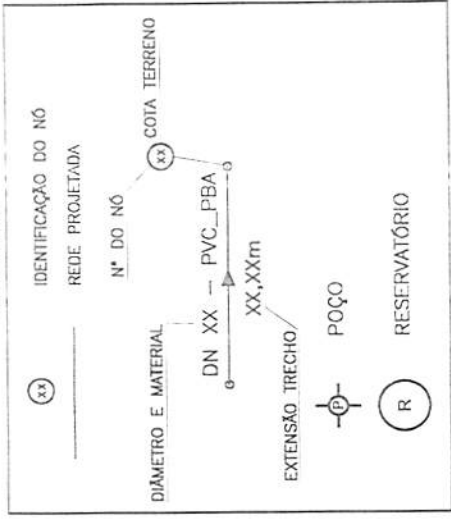 XX IDENTIFICAÇÃO DO NÓ
REDE PROJETADA
Nº DO NÓ
XX COTA TERRENO
DIÂMETRO E MATERIAL
DN XX – PVC_PBA
XX,XXm
EXTENSÃO TRECHO
P POÇO
R RESERVATÓRIO